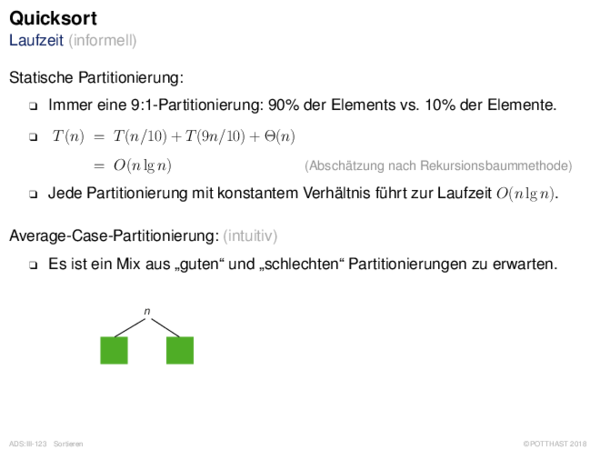 Quicksort
Laufzeit (informell)
Statische Partitionierung:
❑ Immer eine 9:1-Partitionierung: 90% der Elements vs. 10% der Elemente.
❑ T(n) = T(n/10) + T(9n/10) + Θ(n)
= O(n lg n) (Abschätzung nach Rekursionsbaummethode)
❑ Jede Partitionierung mit konstantem Verhältnis führt zur Laufzeit O(n lg n).
Average-Case-Partitionierung: (intuitiv)
❑ Es ist ein Mix aus „guten“ und „schlechten“ Partitionierungen zu erwarten.
n
ADS:III-123 Sortieren ©POTTHAST 2018